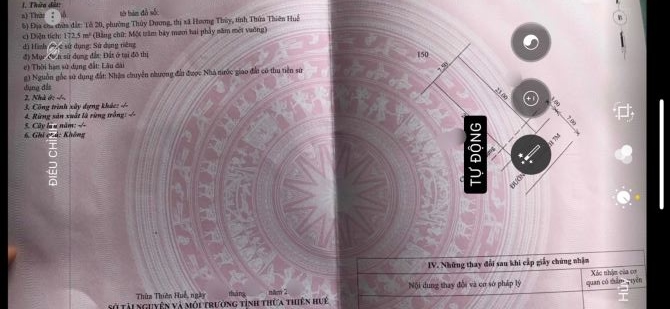 1. Thửa đất:
a) Thửa số: tờ bản đồ số:
b) Địa chỉ thửa đất: Tổ 20, phường Thủy Dương, thị xã Hương Thủy, tỉnh Thừa Thiên Huế
c) Diện tích: 172,5 m² (Bằng chữ: Một trăm bảy mươi hai phẩy năm mét vuông)
d) Hình thức sử dụng: Sử dụng riêng
đ) Mục đích sử dụng đất: Đất ở tại đô thị
e) Thời hạn sử dụng đất: Lâu dài
g) Nguồn gốc sử dụng đất: Nhận chuyển nhượng đất được Nhà nước giao đất có thu tiền sử
dụng đất
2. Nhà ở: -/-
3. Công trình xây dựng khác: -/-
4. Rừng sản xuất là rừng trồng: -/-
5. Cây lâu năm: -/-
6. Ghi chú: Không
ĐIỀU CHỈNH
Thừa Thiên Huế, ngày tháng năm 2
SỞ TÀI NGUYÊN VÀ MÔI TRƯỜNG TỈNH THỪA THIÊN HUẾ
B
150
7.50
23.00
7.00
ĐƯỜNG
TỰ ĐỘNG
IV. Những thay đổi sau khi cấp giấy chứng nhận
Nội dung thay đổi và cơ sở pháp lý
Xác nhận của cơ
quan có thẩm quyền